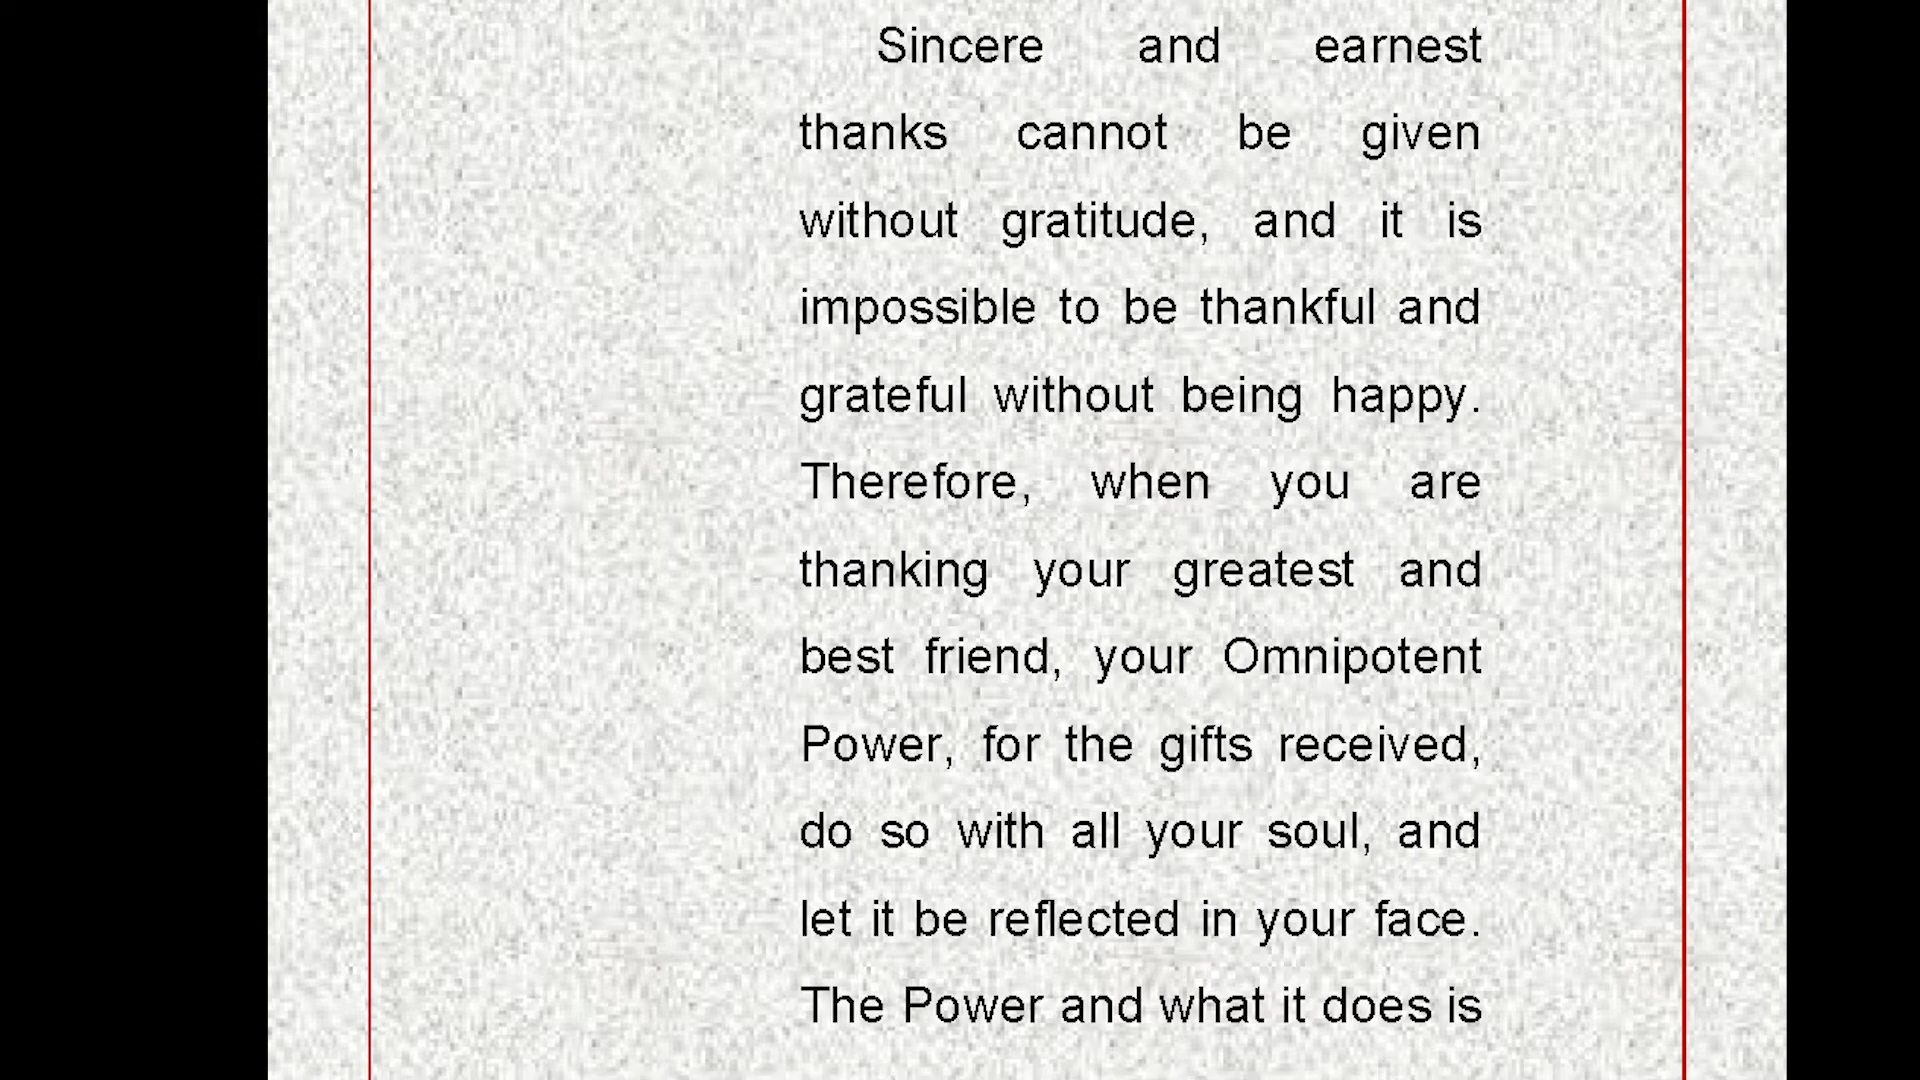 Sincere and earnest
thanks cannot be given
without gratitude, and it is
impossible to be thankful and
grateful without being happy.
Therefore, when you are
thanking your greatest and
best friend, your Omnipotent
Power, for the gifts received,
do so with all your soul, and
let it be reflected in your face.
The Power and what it does is